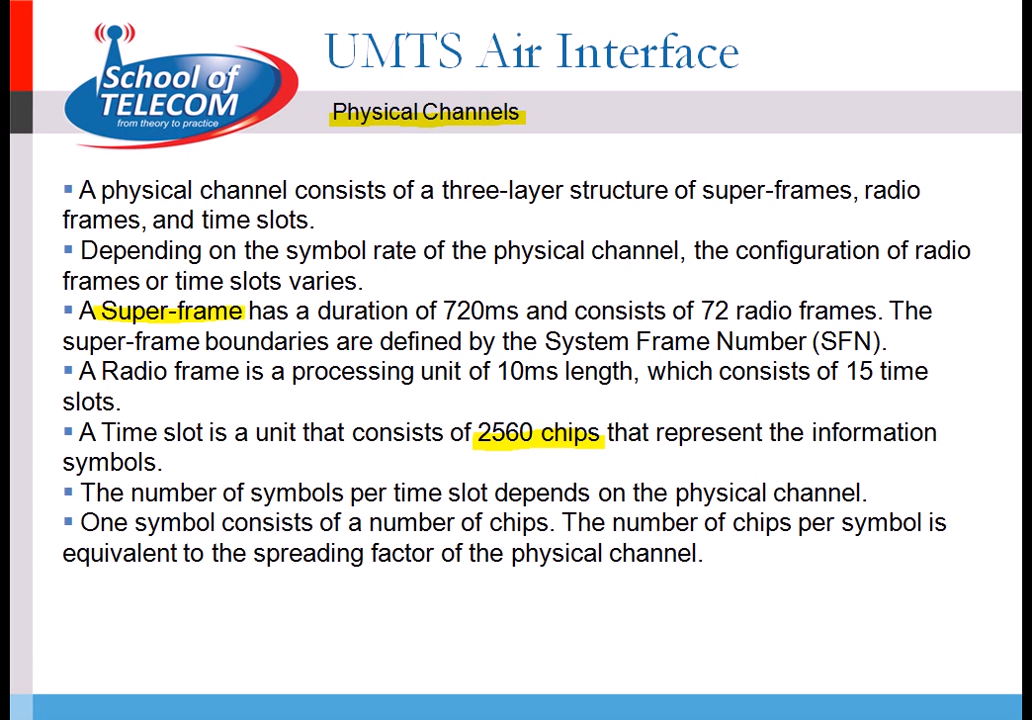 School of
TELECOM
from theory to practice
UMTS Air Interface
Physical Channels
▪ A physical channel consists of a three-layer structure of super-frames, radio
frames, and time slots.
▪ Depending on the symbol rate of the physical channel, the configuration of radio
frames or time slots varies.
▪ A Super-frame has a duration of 720ms and consists of 72 radio frames. The
super-frame boundaries are defined by the System Frame Number (SFN).
▪ A Radio frame is a processing unit of 10ms length, which consists of 15 time
slots.
▪ A Time slot is a unit that consists of 2560 chips that represent the information
symbols.
▪ The number of symbols per time slot depends on the physical channel.
▪ One symbol consists of a number of chips. The number of chips per symbol is
equivalent to the spreading factor of the physical channel.